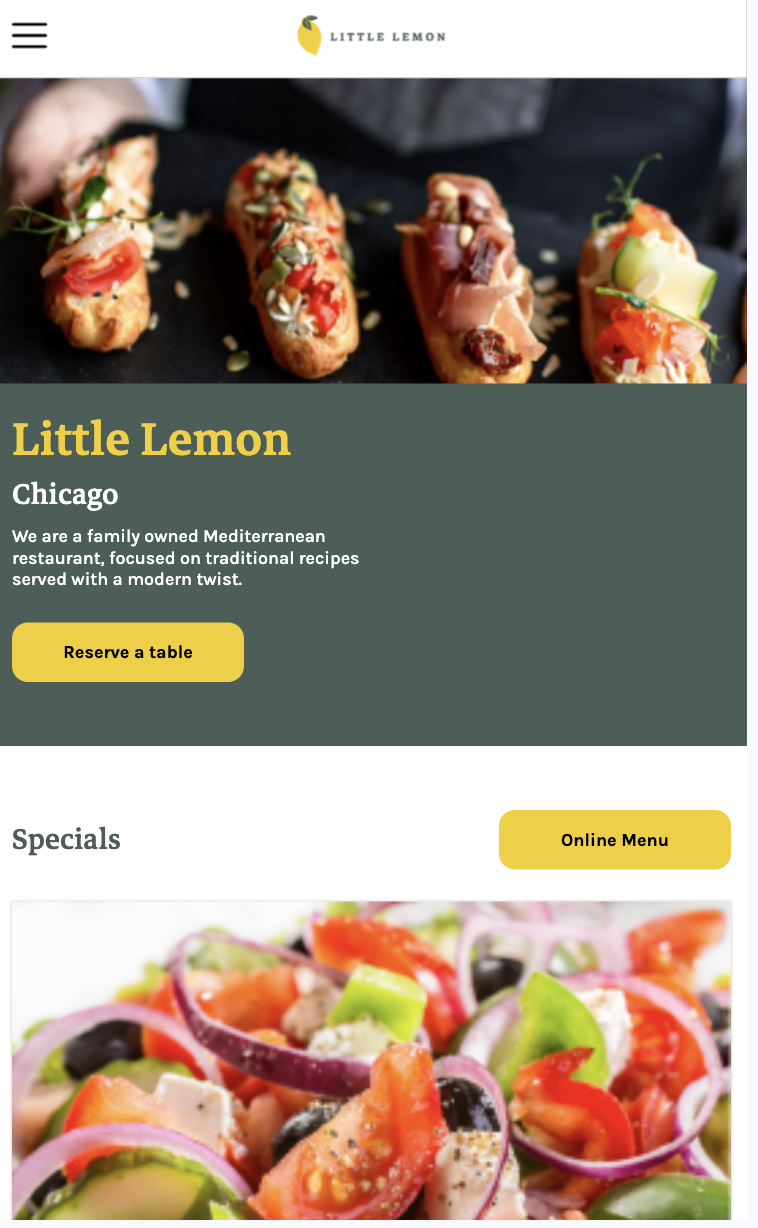 LITTLE LEMON
Little Lemon
Chicago
We are a family owned Mediterranean
restaurant, focused on traditional recipes
served with a modern twist.
Reserve a table
Specials
Online Menu